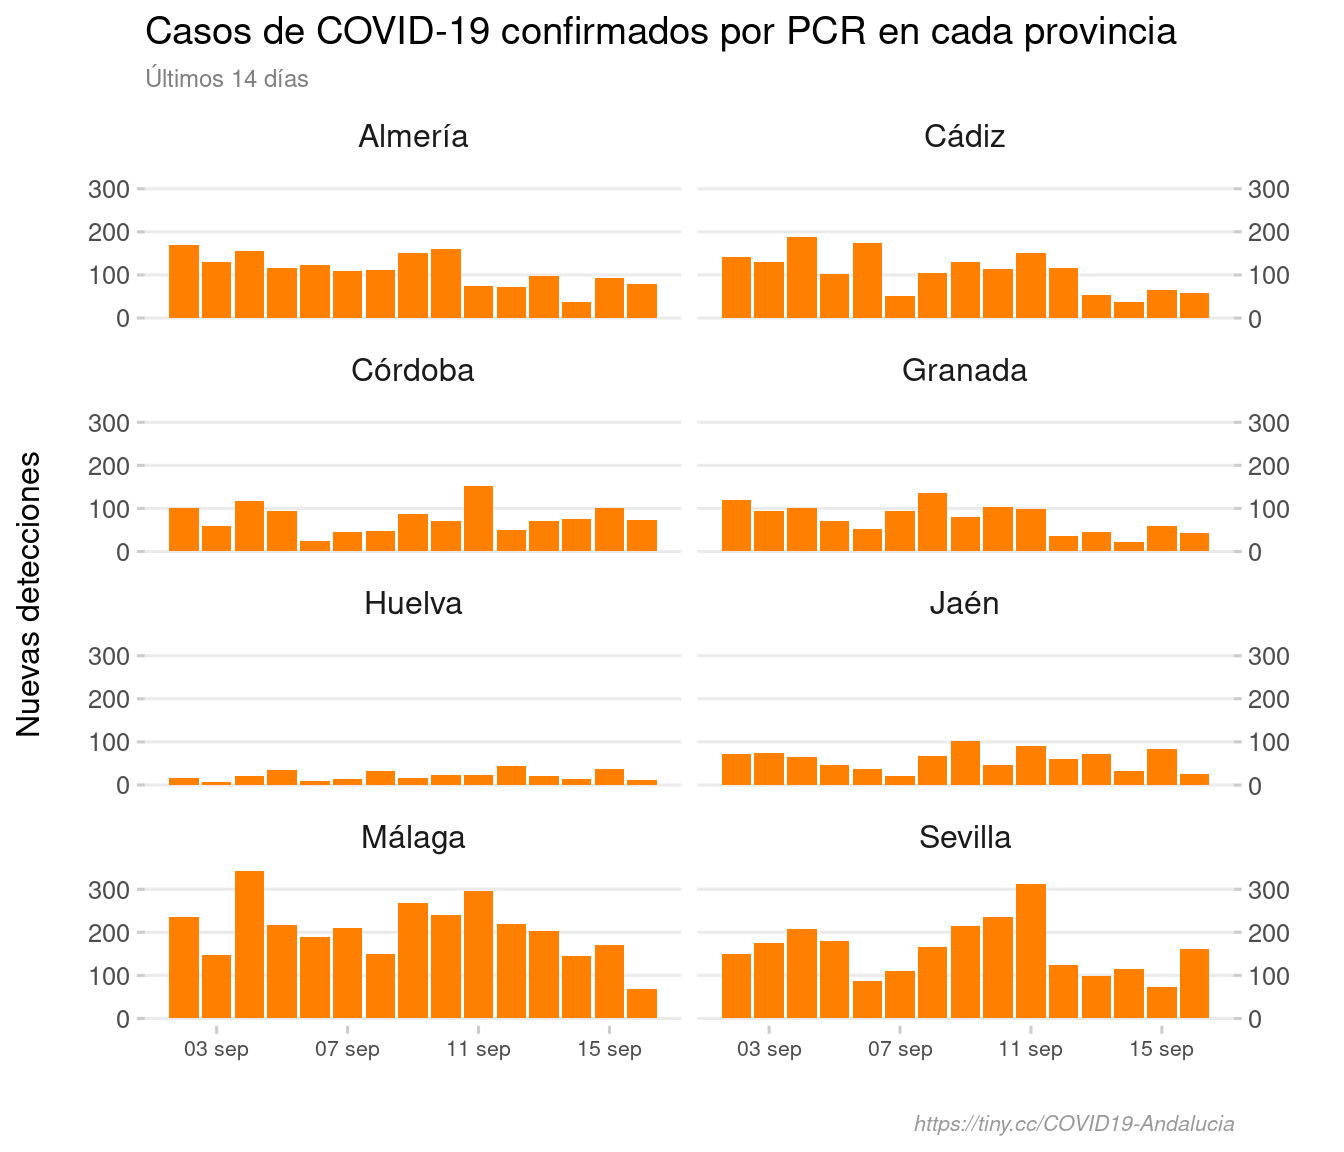 Casos de COVID-19 confirmados por PCR en cada provincia
Últimos 14 días
Almería
Cádiz
300
200
100
0
300
200
100
0
Córdoba
Granada
300
200
100
0
300
200
100
0
Huelva
Jaén
300
200
100
0
300
200
100
0
Málaga
Sevilla
300
200
100
0
300
200
100
0
03 sep 07 sep 11 sep 15 sep
03 sep 07 sep 11 sep 15 sep
Nuevas detecciones
https://tiny.cc/COVID19-Andalucia